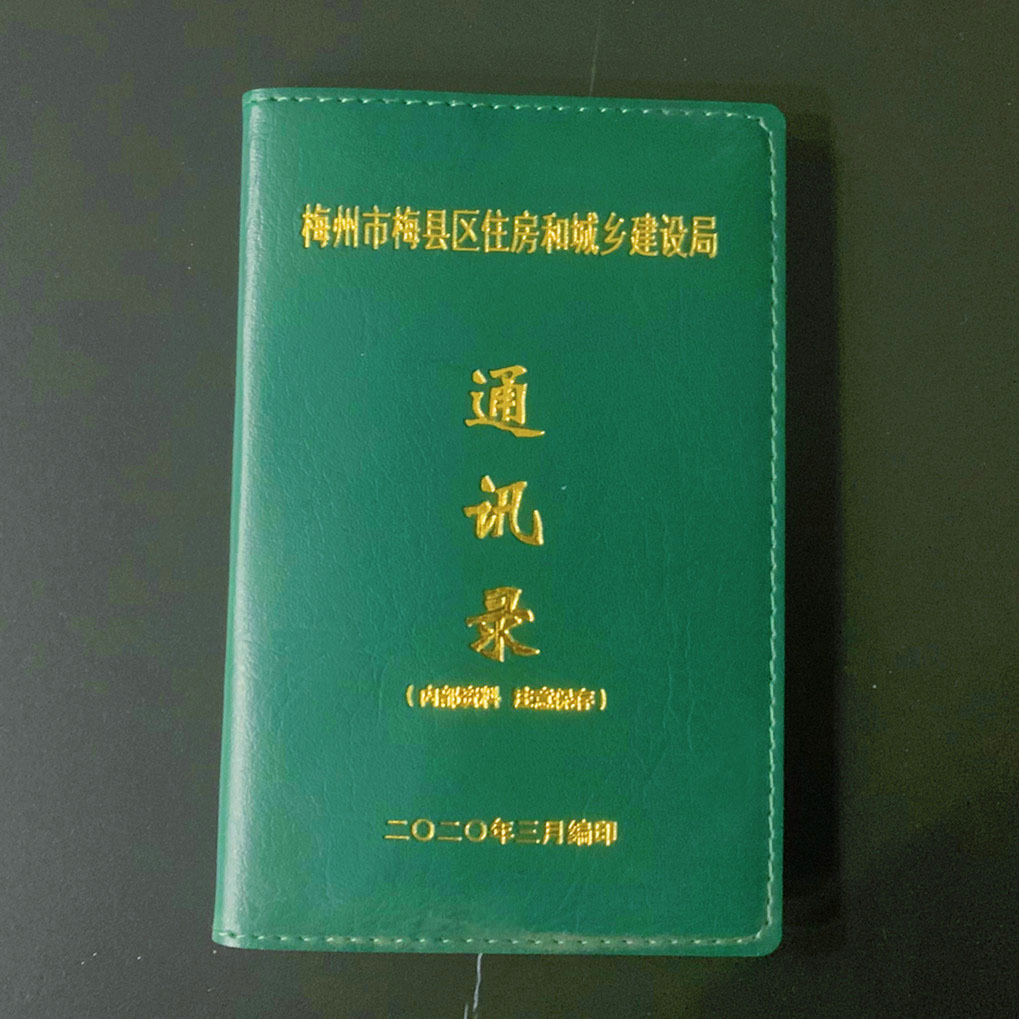 梅州市梅县区住房和城乡建设局
通
讯
录
（内部资料 注意保存）
二〇二〇年三月编印